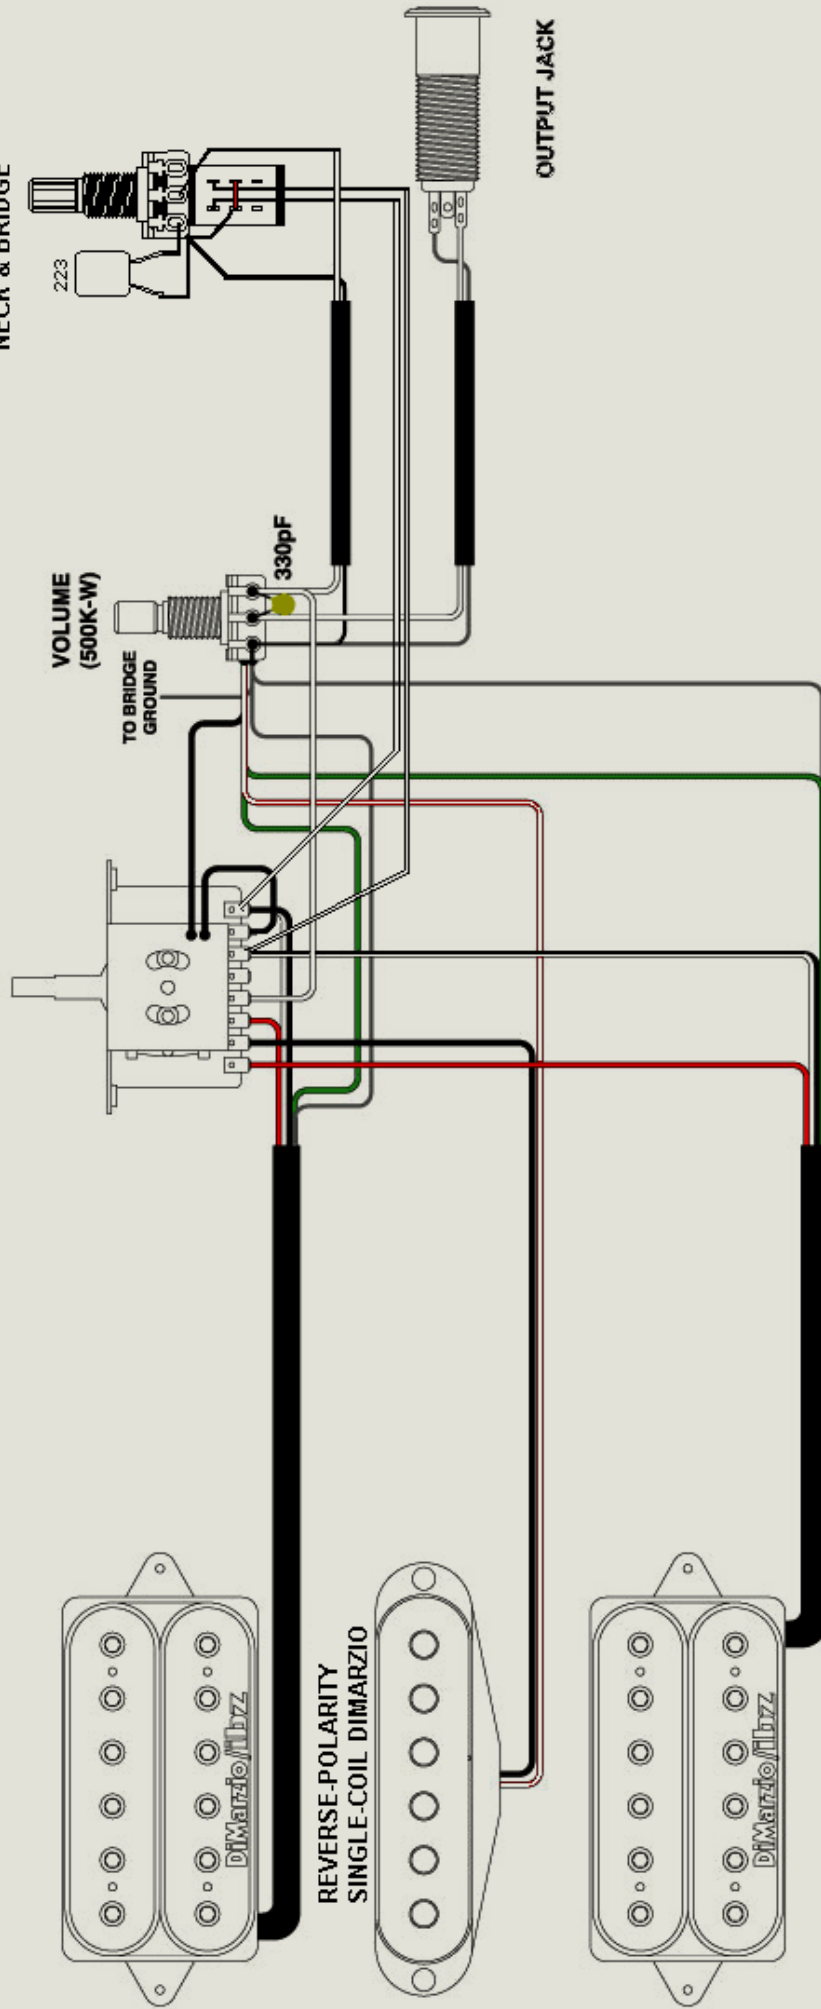 NECK & BRIDGE
223
OUTPUT JACK
VOLUME
(500K-W)
330pF
TO BRIDGE
GROUND
DiMarzio/ibz
REVERSE-POLARITY
SINGLE-COIL DIMARZIO
DiMarzio/ibz